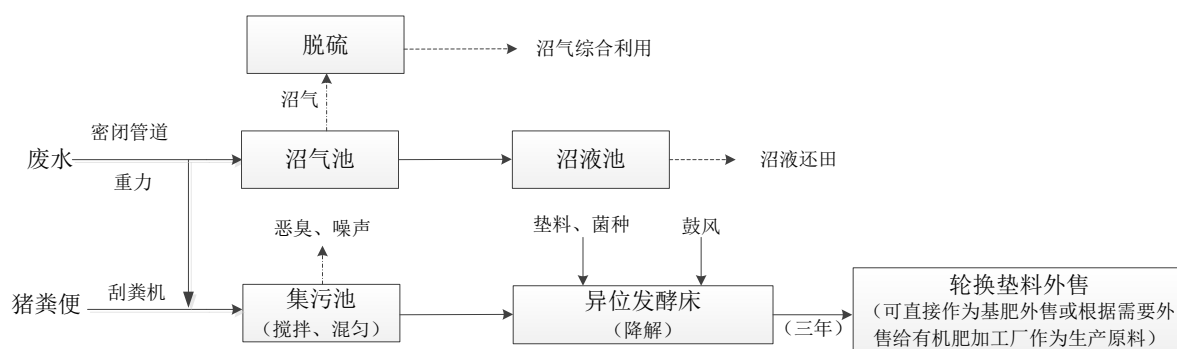 脱硫
沼气综合利用
沼气
密闭管道
废水
沼气池
沼液池
沼液还田
重力
恶臭、噪声
垫料、菌种
鼓风
猪粪便
刮粪机
集污池
（搅拌、混匀）
异位发酵床
（降解）
（三年）
轮换垫料外售
（可直接作为基肥外售或根据需要外
售给有机肥加工厂作为生产原料）